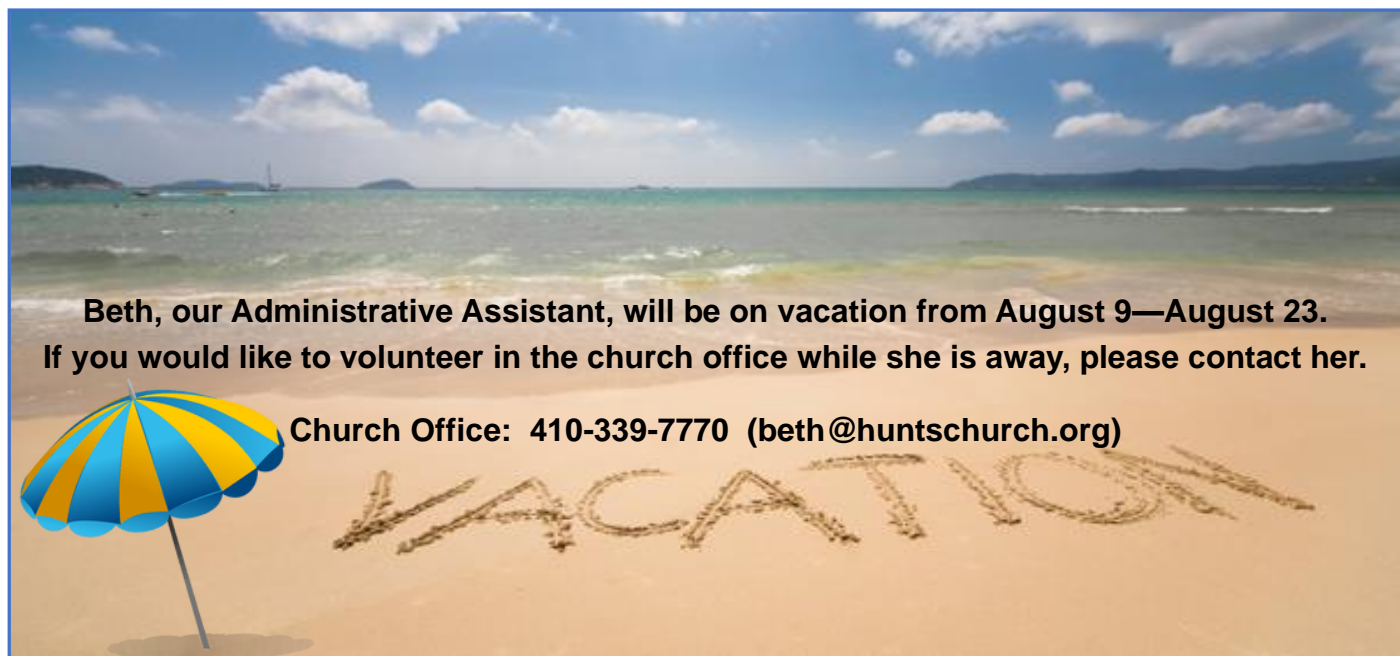 Beth, our Administrative Assistant, will be on vacation from August 9—August 23.
If you would like to volunteer in the church office while she is away, please contact her.
Church Office: 410-339-7770 (beth@huntschurch.org)
VACATION